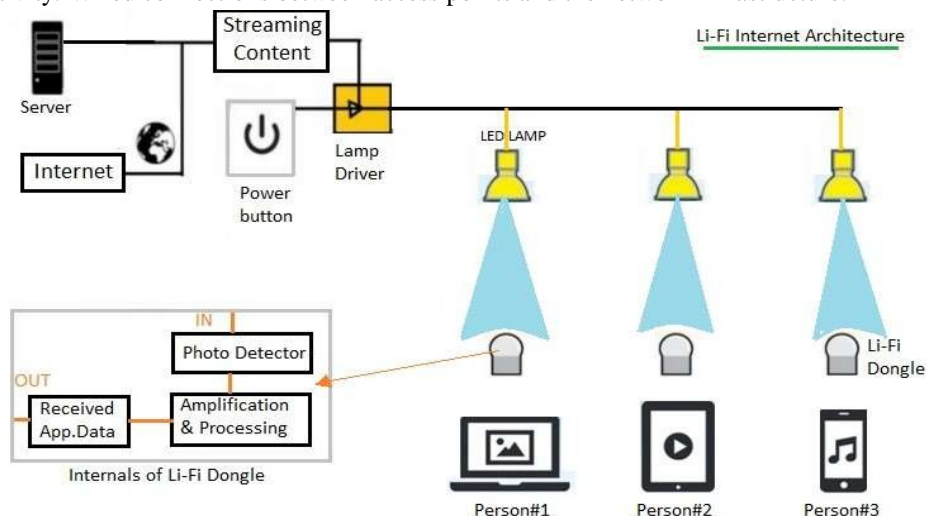 Streaming
Content
Li-Fi Internet Architecture
Server
LED LAMP
Internet
Lamp
Driver
Power
button
IN
Photo Detector
OUT
Received
App.Data
Amplification
& Processing
Internals of Li-Fi Dongle
Li-Fi
Dongle
Person#1
Person#2
Person#3